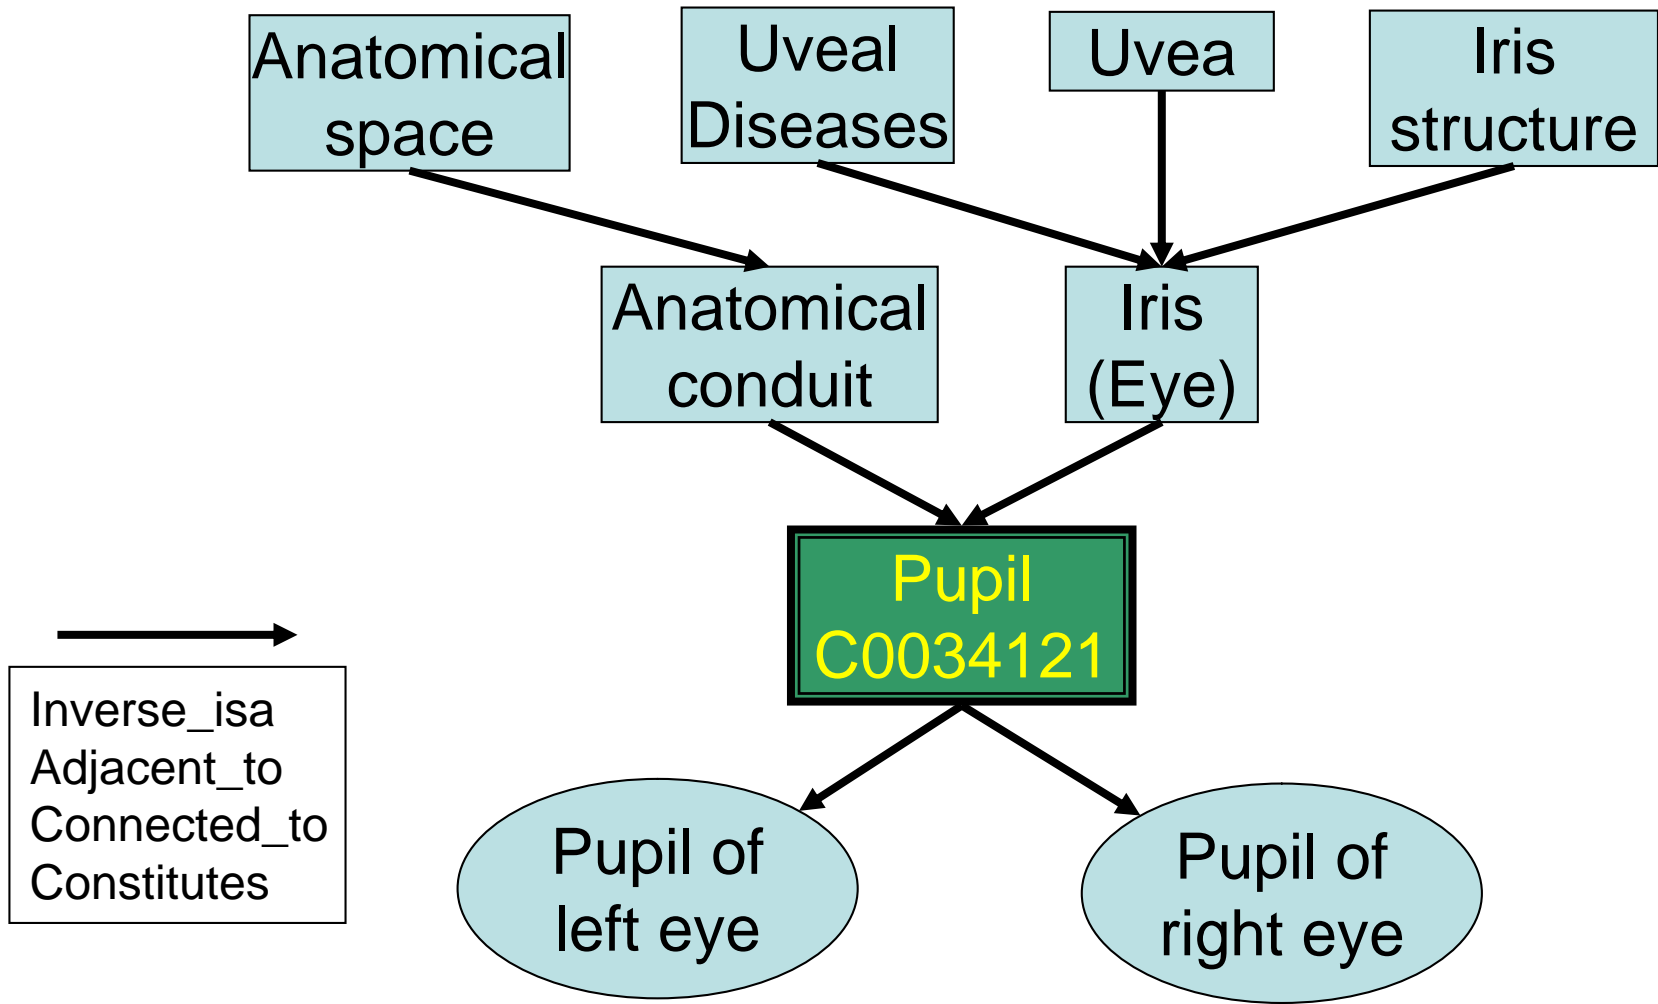 Anatomical
space
Uveal
Diseases
Uvea
Iris
structure
Anatomical
conduit
Iris
(Eye)
Pupil
C0034121
Inverse_isa
Adjacent_to
Connected_to
Constitutes
Pupil of
left eye
Pupil of
right eye